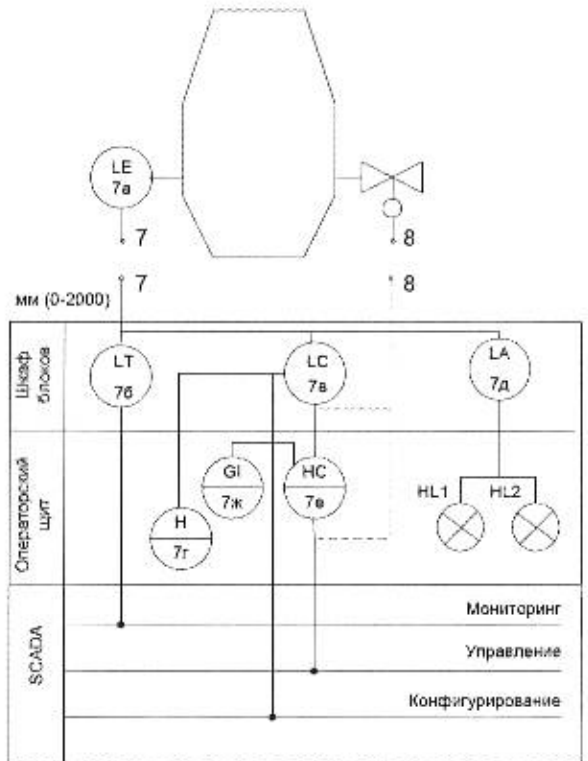 LE
7а
7
8
7
8
мм (0-2000)
Шкаф
блоков
LT
7б
LC
7в
LA
7д
Операторский
щит
GI
7ж
HC
7е
HL1
HL2
H
7г
SCADA
Мониторинг
Управление
Конфигурирование